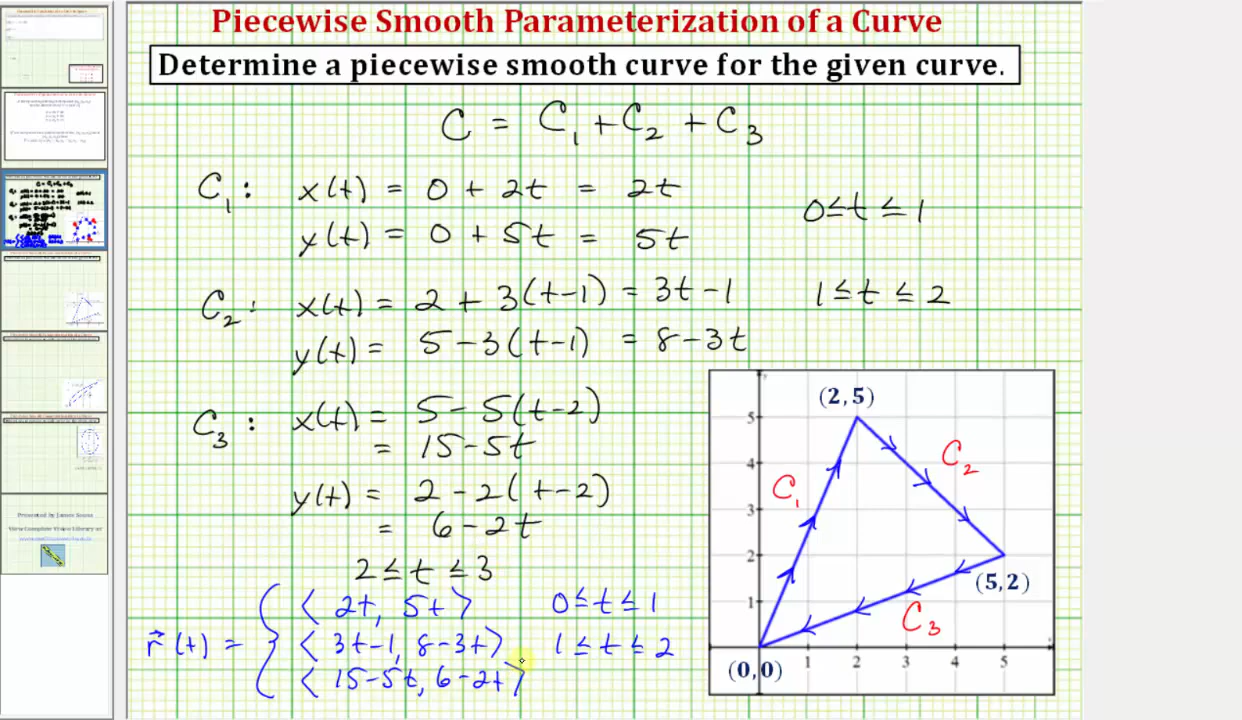 Piecewise Smooth Parameterization of a Curve
Determine a piecewise smooth curve for the given curve.
C = C₁ + C₂ + C₃
C₁ : x(t) = 0 + 2t = 2t
0 ≤ t ≤ 1
y(t) = 0 + 5t = 5t
C₂ : x(t) = 2 + 3(t-1) = 3t - 1 1 ≤ t ≤ 2
y(t) = 5 - 3(t-1) = 8 - 3t
C₃ : x(t) = 5 - 5(t-2)
= 15 - 5t
y(t) = 2 - 2(t-2)
= 6 - 2t
2 ≤ t ≤ 3
r⃗(t) = { ⟨2t, 5t⟩ 0 ≤ t ≤ 1
⟨3t-1, 8-3t⟩ 1 ≤ t ≤ 2
⟨15-5t, 6-2t⟩
(2,5)
5
4
3
2
1
C₁
C₂
(5,2)
C₃
(0,0)
1 2 3 4 5
Presented by James Sousa